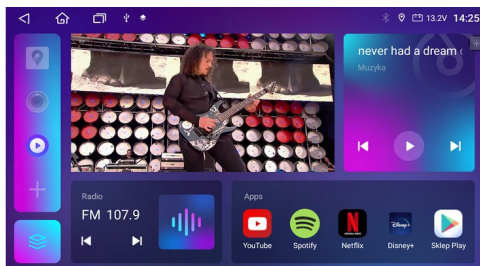 13.2V 14:25
never had a dream
Muzyka
Radio
FM 107.9
Apps
YouTube
Spotify
Netflix
Disney+
Sklep Play